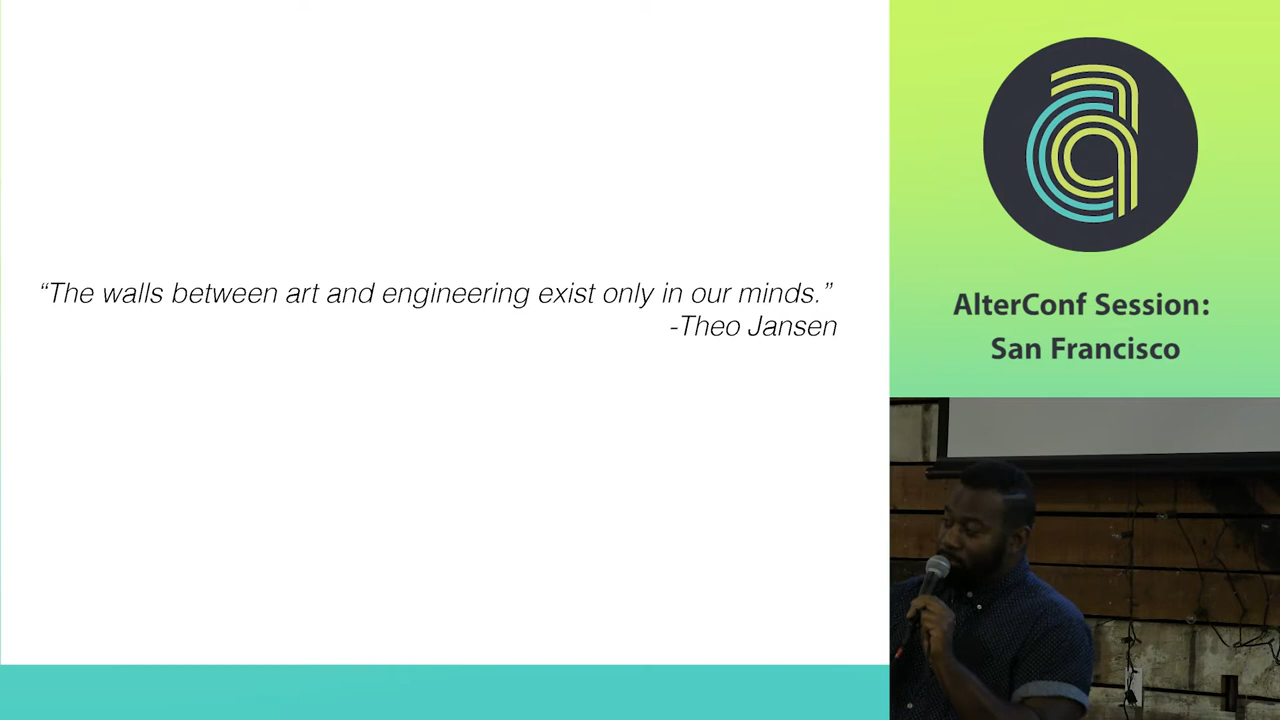 “The walls between art and engineering exist only in our minds.”
-Theo Jansen
AlterConf Session:
San Francisco